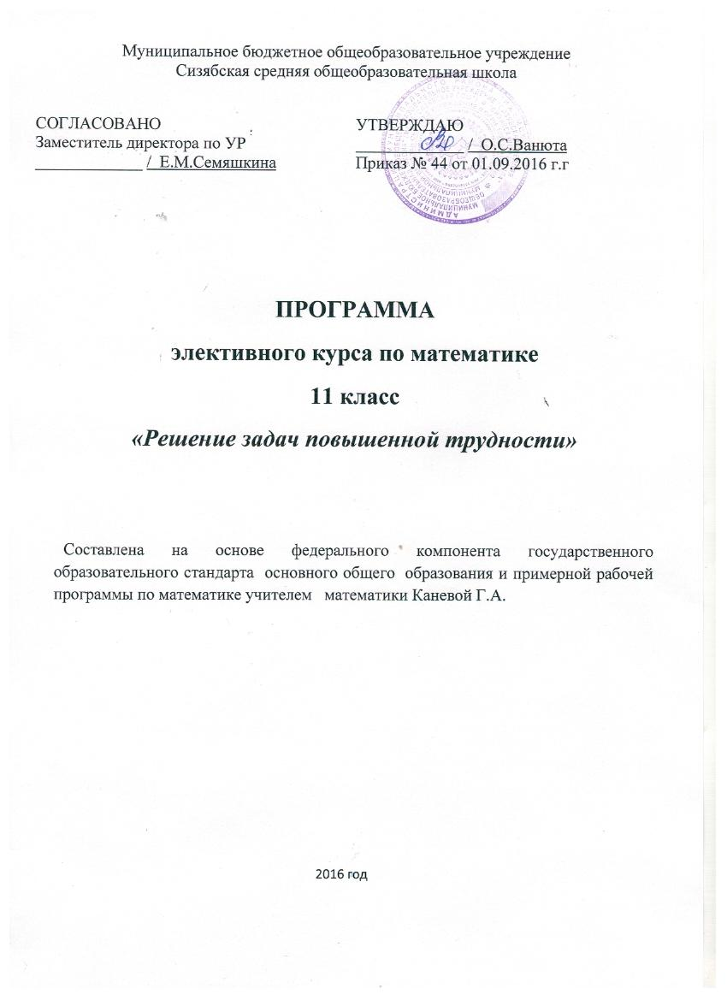 Муниципальное бюджетное общеобразовательное учреждение
Сизябская средняя общеобразовательная школа
СОГЛАСОВАНО
Заместитель директора по УР
_____________ / Е.М.Семяшкина
УТВЕРЖДАЮ
_____________ / О.С.Ванюта
Приказ № 44 от 01.09.2016 г.г
ПРОГРАММА
элективного курса по математике
11 класс
«Решение задач повышенной трудности»
Составлена на основе федерального компонента государственного
образовательного стандарта основного общего образования и примерной рабочей
программы по математике учителем математики Каневой Г.А.
2016 год